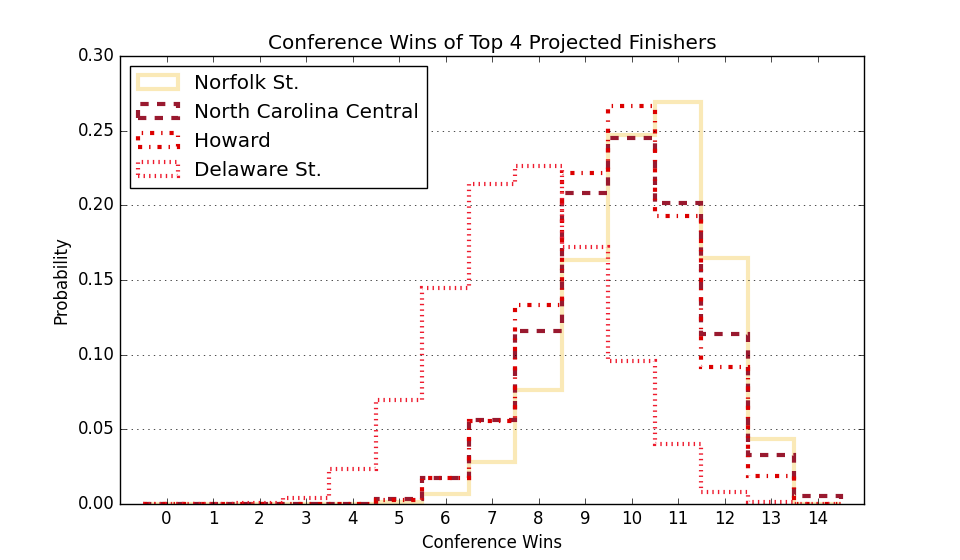 Conference Wins of Top 4 Projected Finishers
0.30
0.25
0.20
0.15
0.10
0.05
0.00
Probability
Norfolk St.
North Carolina Central
Howard
Delaware St.
0 1 2 3 4 5 6 7 8 9 10 11 12 13 14
Conference Wins